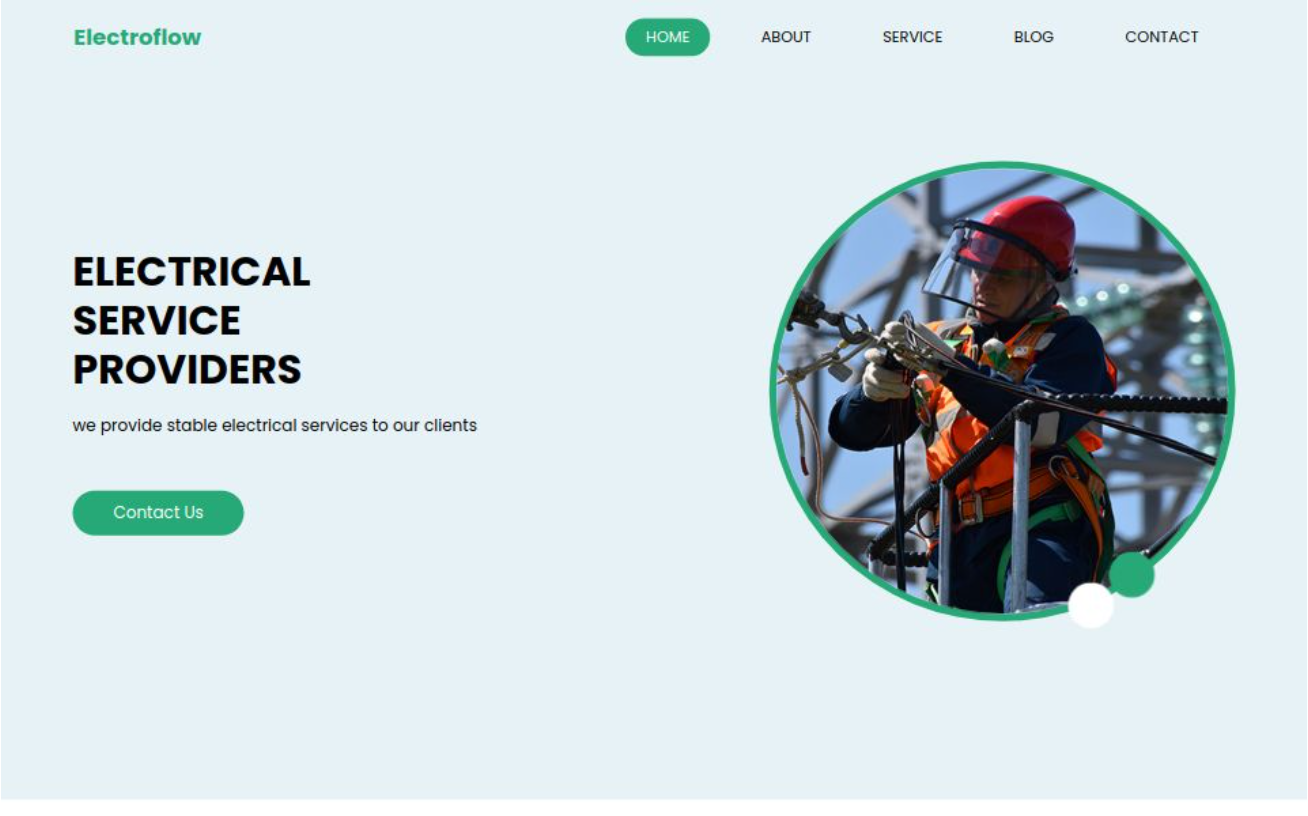 Electroflow
HOME ABOUT SERVICE BLOG CONTACT
ELECTRICAL
SERVICE
PROVIDERS
we provide stable electrical services to our clients
Contact Us